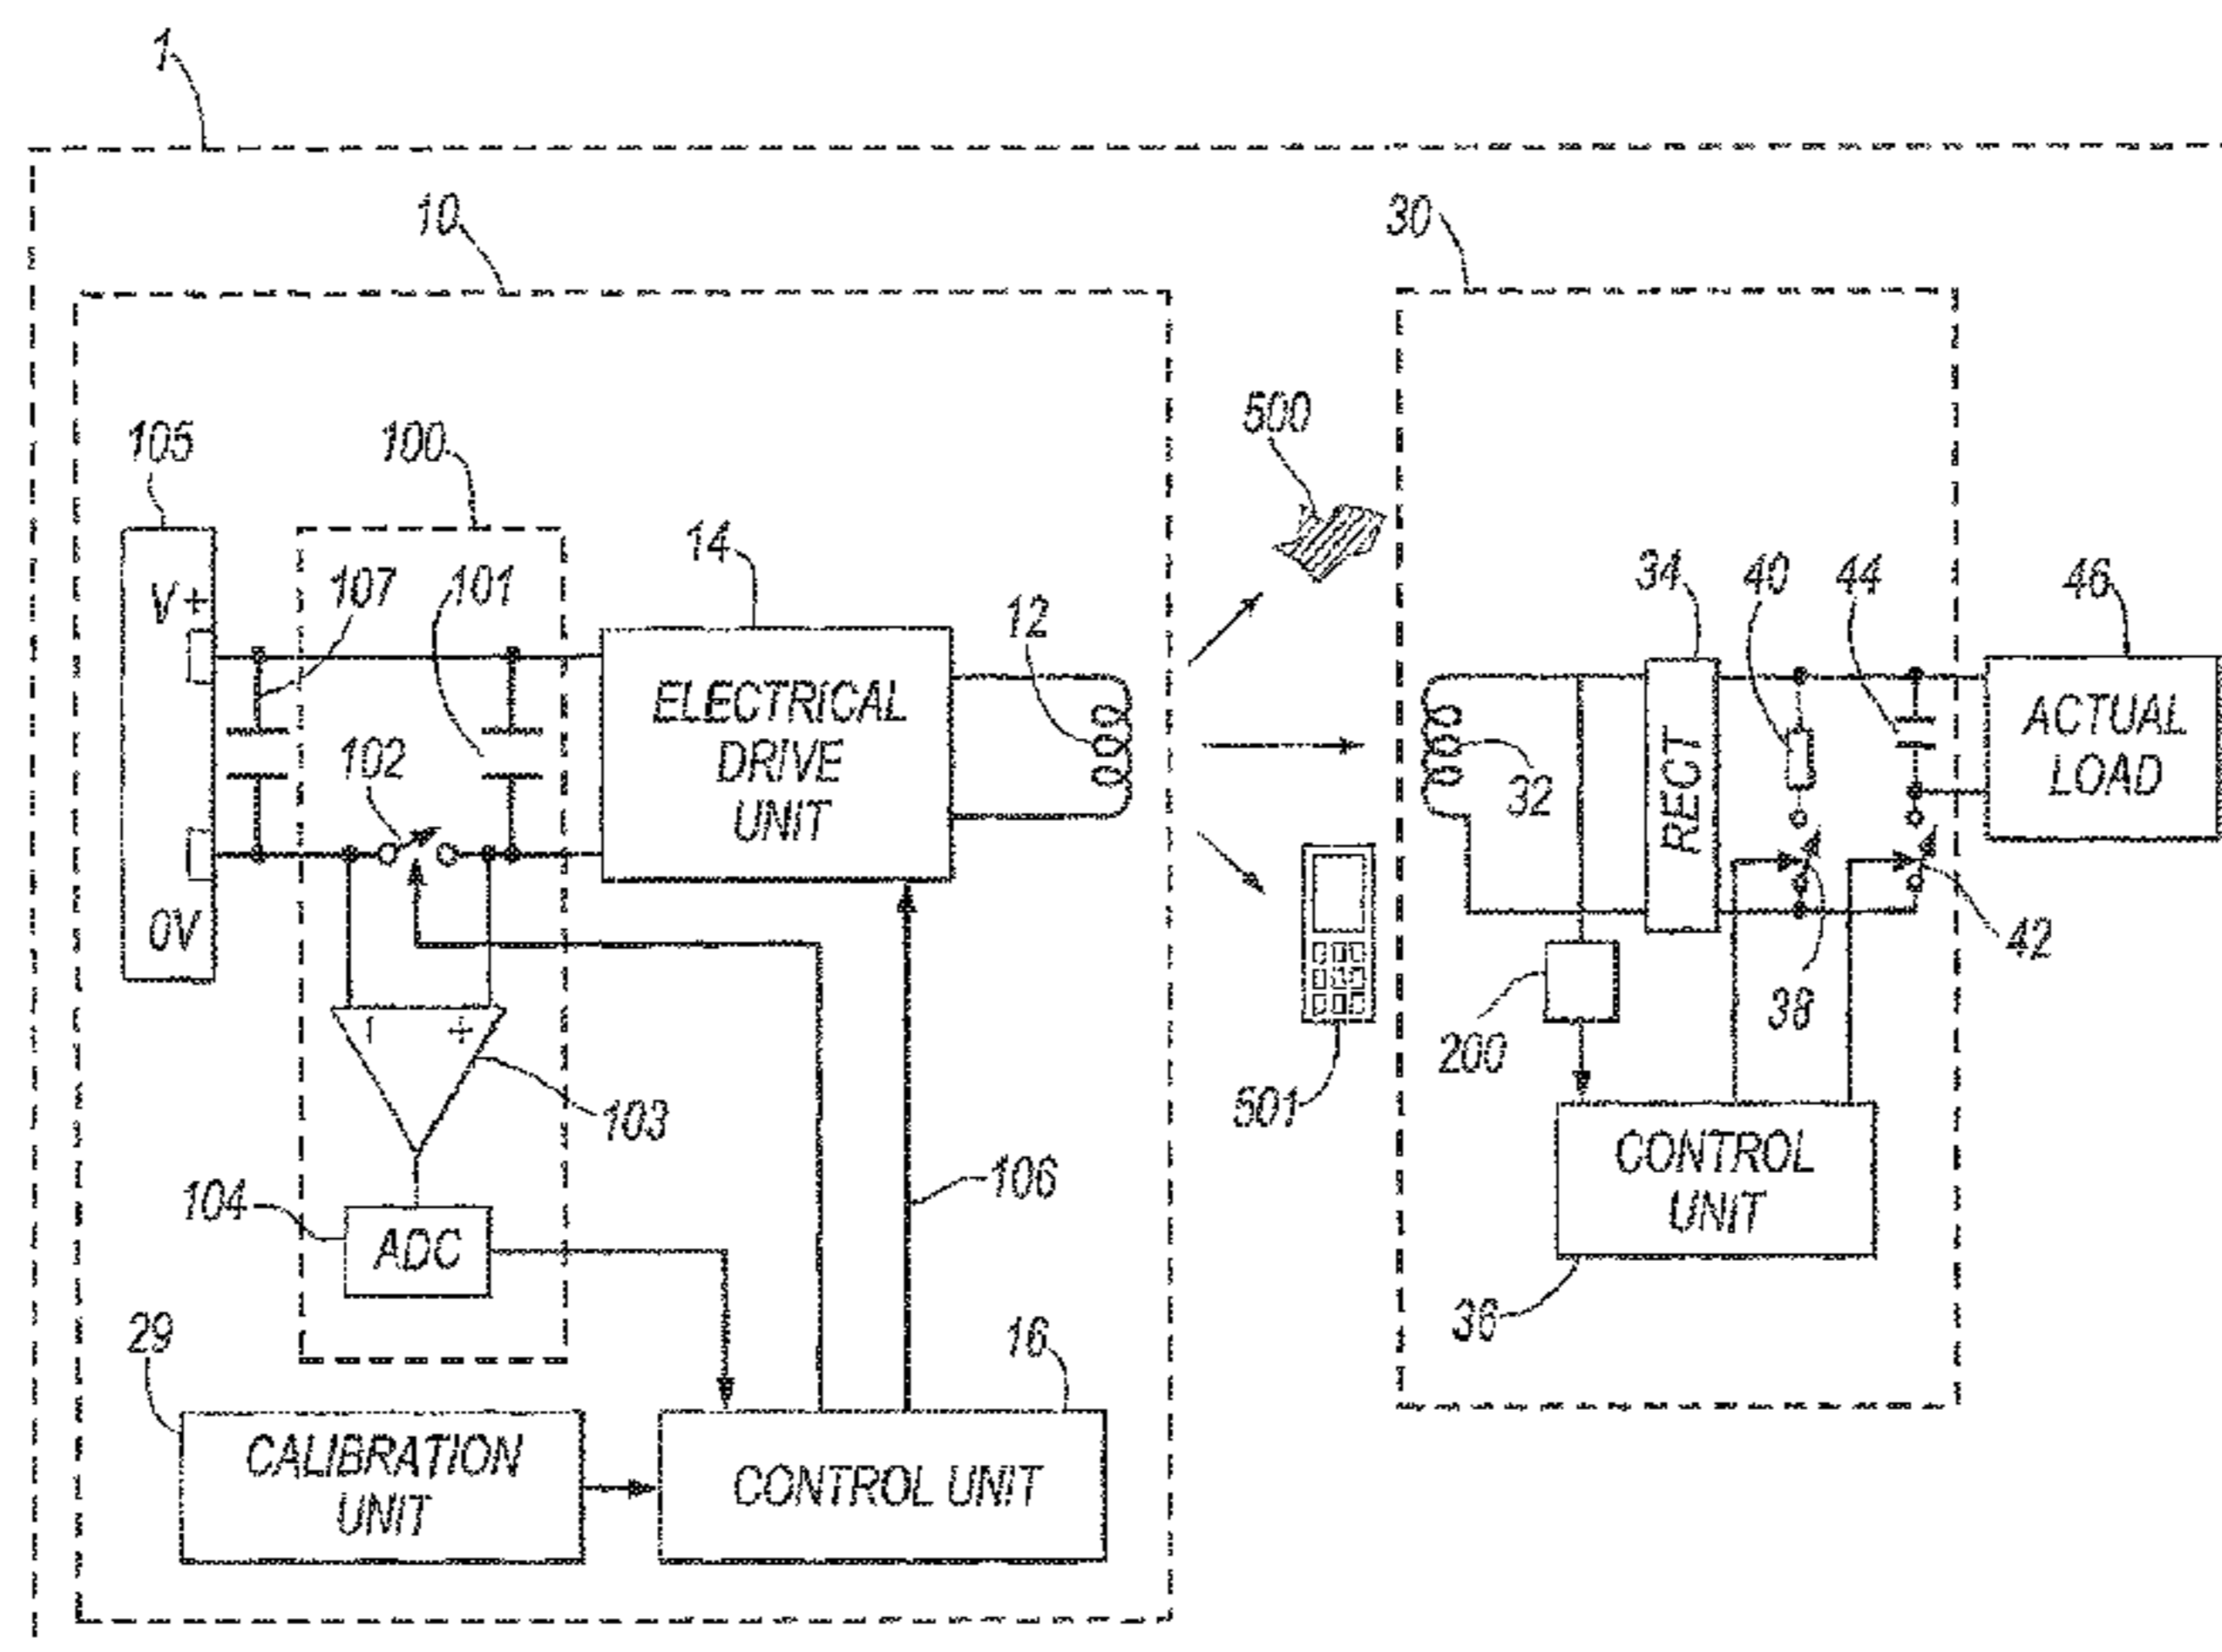 1
10
30
500
105
100
14
34
40
44
46
V+
107
101
12
ELECTRICAL
DRIVE
UNIT
102
32
RECT
ACTUAL
LOAD
0V
42
- +
38
200
103
501
CONTROL
UNIT
106
104
ADC
36
29
16
CALIBRATION
UNIT
CONTROL UNIT